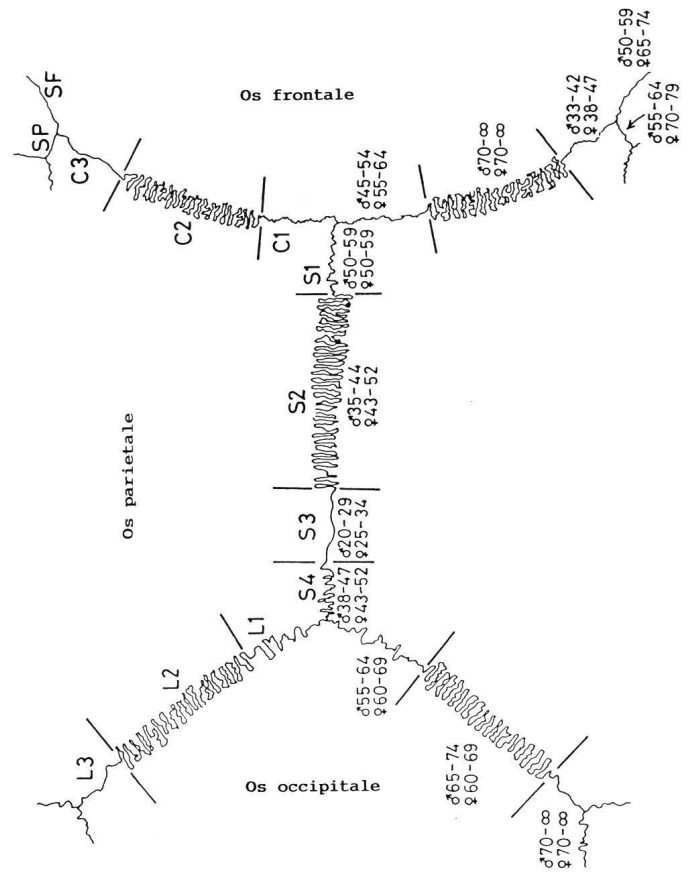 SP
SF
C3
Os frontale
♂50-59
♀65-74
♂33-42
♀38-47
♂55-64
♀70-79
♂70-∞
♀70-∞
C2
C1
♂45-54
♀55-64
S1
♂50-59
♀50-59
S2
♂35-44
♀43-52
Os parietale
S3
♂20-29
♀25-34
S4
♂38-47
♀43-52
L1
L2
L3
♂55-64
♀60-69
Os occipitale
♂65-74
♀60-69
♂70-∞
♀70-∞